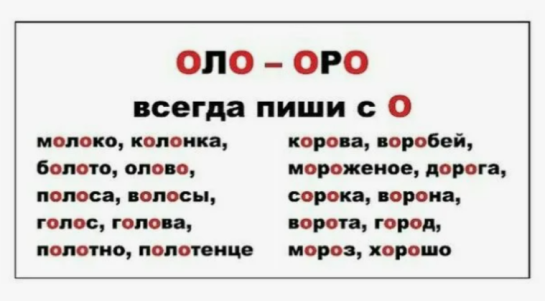 ОЛО – ОРО
всегда пиши с О
молоко, колонка,
болото, олово,
полоса, волосы,
голос, голова,
полотно, полотенце
корова, воробей,
мороженое, дорога,
сорока, ворона,
ворота, город,
мороз, хорошо